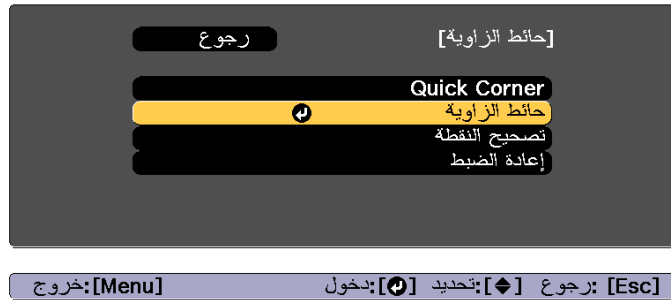 [حائط الزاوية] رجوع
Quick Corner
حائط الزاوية
تصحيح النقطة
إعادة الضبط
[Esc] :رجوع [◆]:تحديد [↵]:دخول [Menu]:خروج